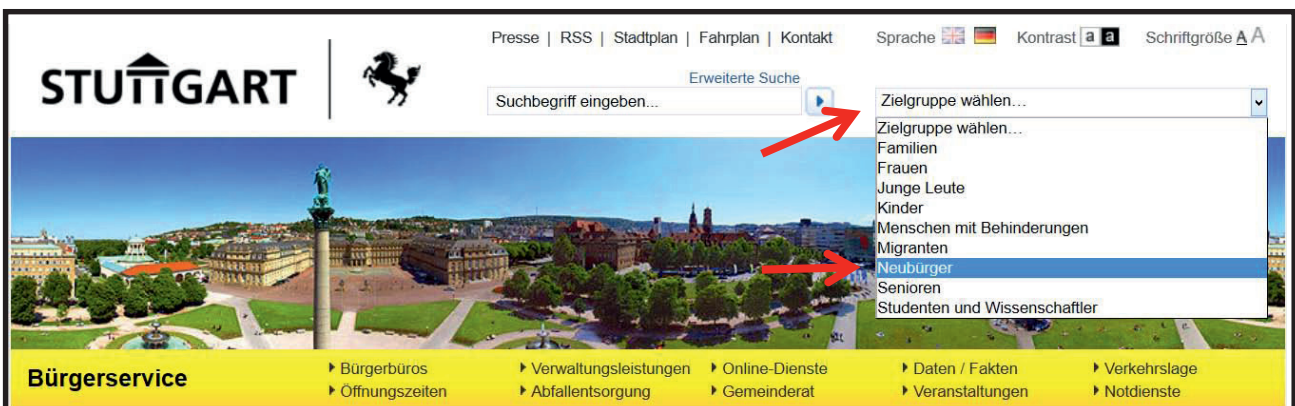 Presse | RSS | Stadtplan | Fahrplan | Kontakt
Sprache Kontrast a a Schriftgröße A A
STUTTGART
Erweiterte Suche
Suchbegriff eingeben...
Zielgruppe wählen...
Zielgruppe wählen...
Familien
Frauen
Junge Leute
Kinder
Menschen mit Behinderungen
Migranten
Neubürger
Senioren
Studenten und Wissenschaftler
Bürgerservice
Bürgerbüros
Öffnungszeiten
Verwaltungsleistungen
Abfallentsorgung
Online-Dienste
Gemeinderat
Daten / Fakten
Veranstaltungen
Verkehrslage
Notdienste